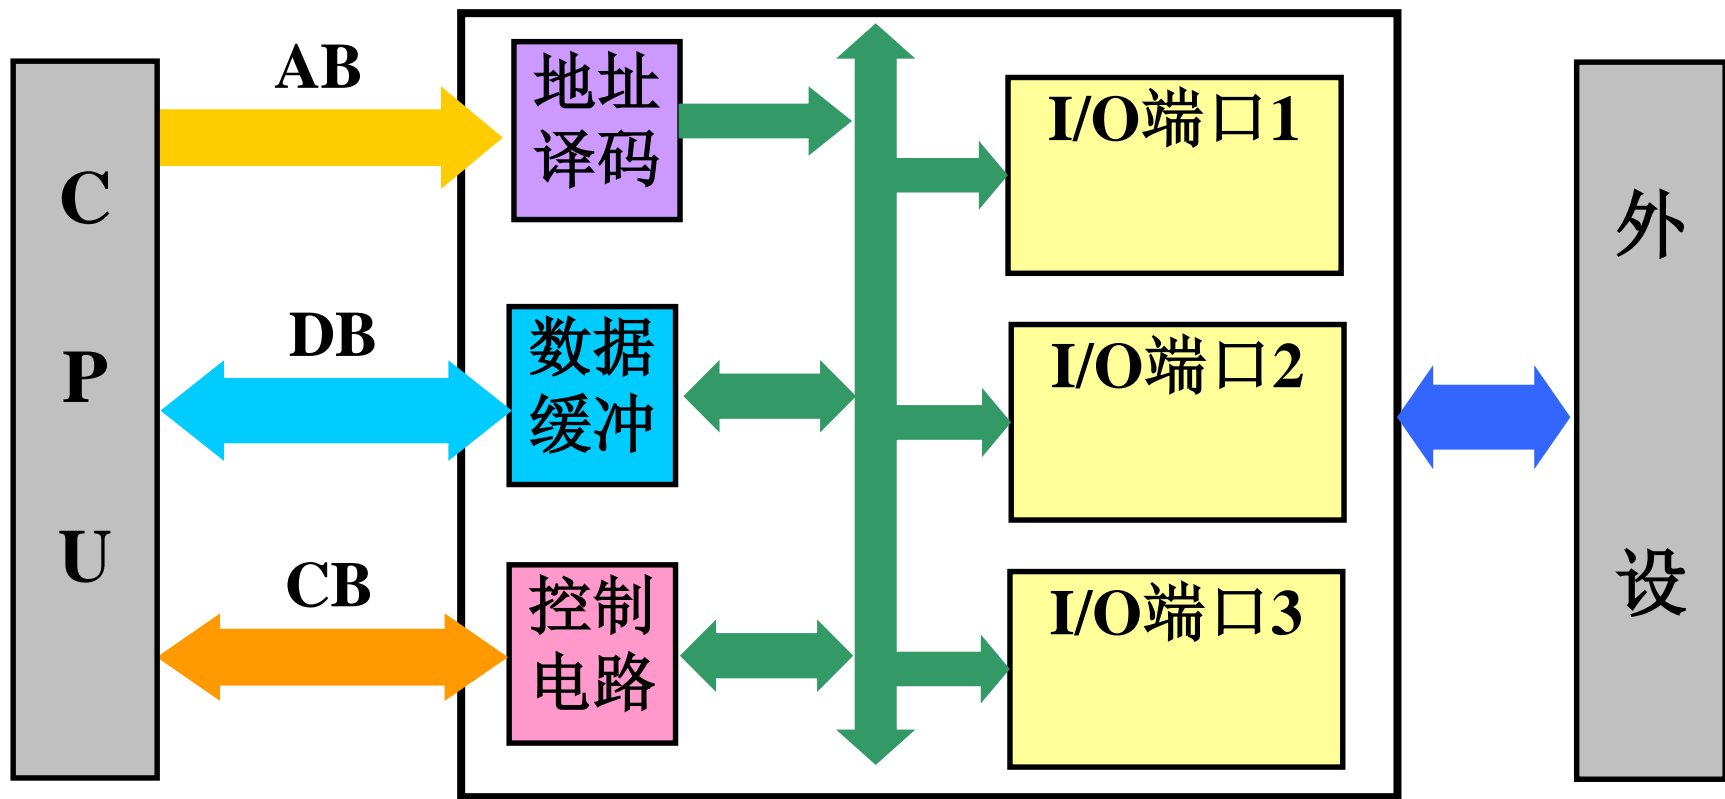 C
P
U
AB
DB
CB
地址
译码
数据
缓冲
控制
电路
I/O端口1
I/O端口2
I/O端口3
外
设